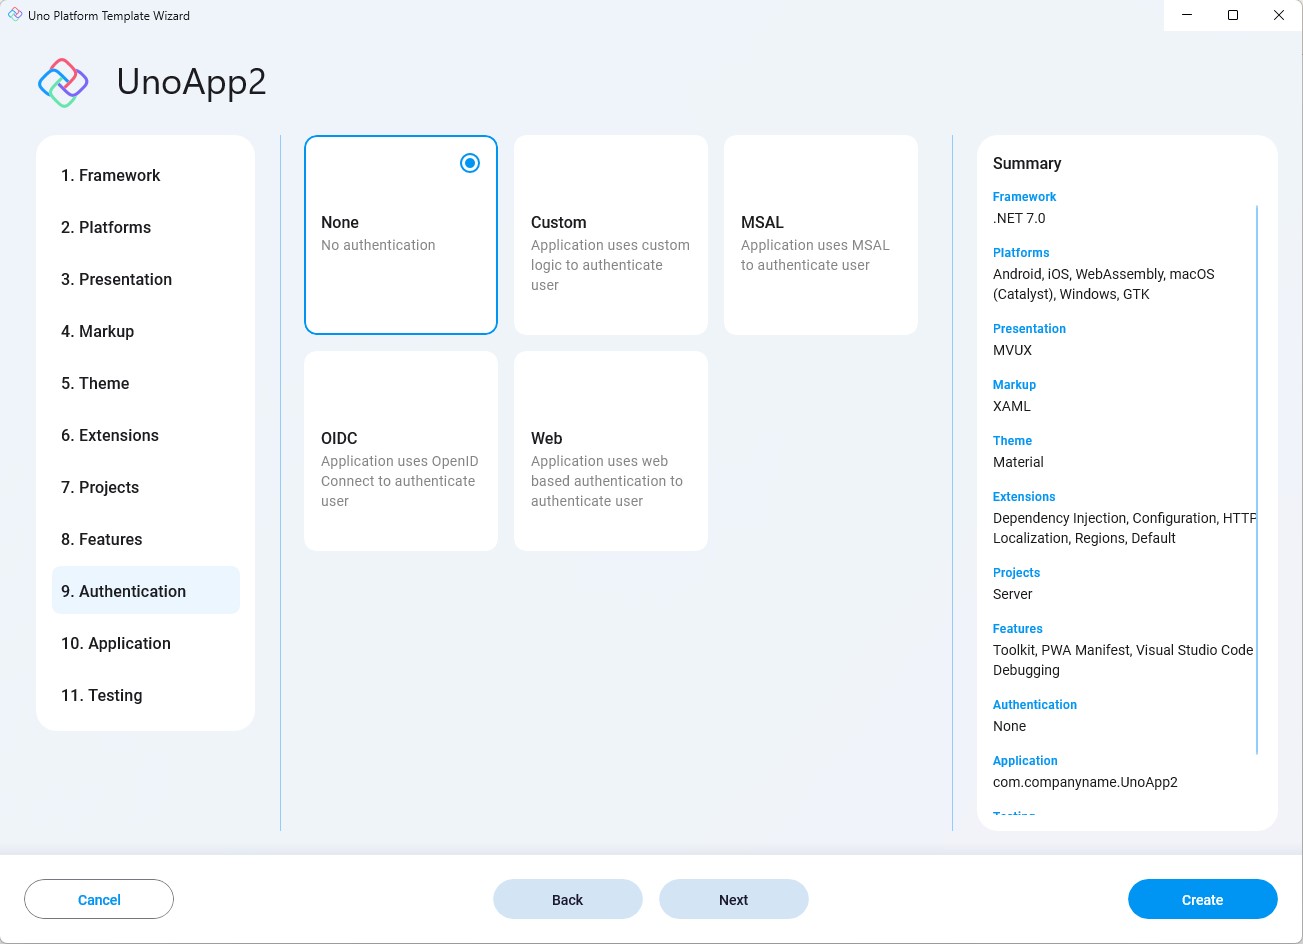 Uno Platform Template Wizard
UnoApp2
1. Framework
2. Platforms
3. Presentation
4. Markup
5. Theme
6. Extensions
7. Projects
8. Features
9. Authentication
10. Application
11. Testing
None
No authentication
Custom
Application uses custom
logic to authenticate
user
MSAL
Application uses MSAL
to authenticate user
OIDC
Application uses OpenID
Connect to authenticate
user
Web
Application uses web
based authentication to
authenticate user
Summary
Framework
.NET 7.0
Platforms
Android, iOS, WebAssembly, macOS
(Catalyst), Windows, GTK
Presentation
MVUX
Markup
XAML
Theme
Material
Extensions
Dependency Injection, Configuration, HTTP
Localization, Regions, Default
Projects
Server
Features
Toolkit, PWA Manifest, Visual Studio Code
Debugging
Authentication
None
Application
com.companyname.UnoApp2
Testing
Cancel
Back
Next
Create